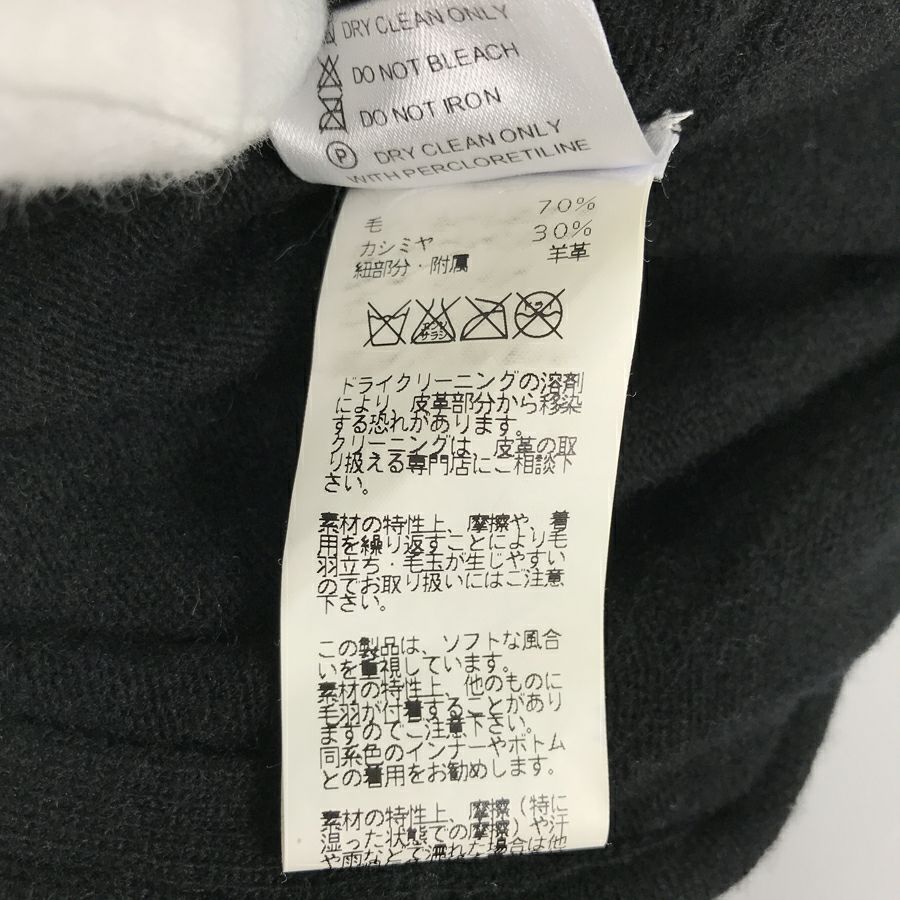 DRY CLEAN ONLY
DO NOT BLEACH
DO NOT IRON
P DRY CLEAN ONLY
WITH PERCLORETILINE
毛 70%
カシミヤ 30%
紐部分・附属 羊革
エンソサラシ ドライ
ドライクリーニングの溶剤
により、皮革部分から移染
する恐れがあります。
クリーニングは、皮革の取
り扱える専門店にご相談下
さい。
素材の特性上、摩擦や、着
用を繰り返すことにより毛
羽立ち・毛玉が生じやすい
のでお取り扱いにはご注意
下さい。
この製品は、ソフトな風合
いを重視しています。
素材の特性上、他のものに
毛羽が付着することがあり
ますのでご注意下さい。
同系色のインナーやボトム
との着用をお勧めします。
素材の特性上、摩擦（特に
湿った状態での摩擦）や汗
や雨などで濡れた場合は他